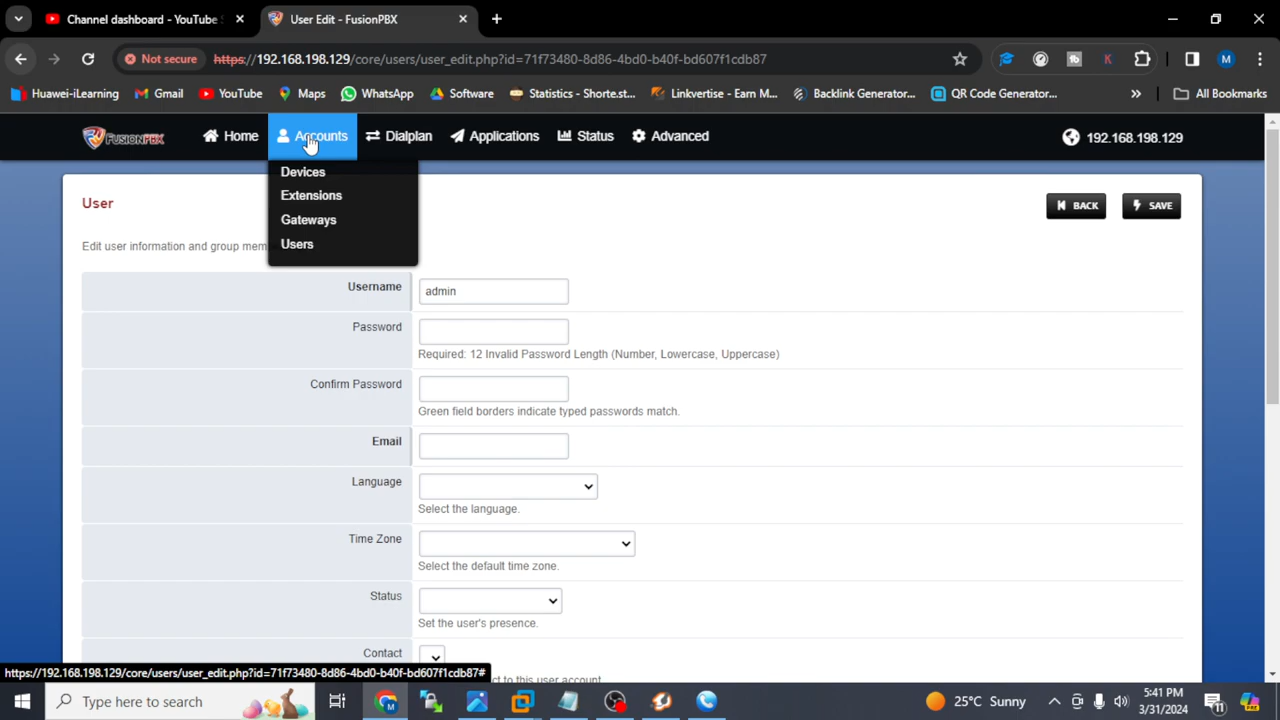 Channel dashboard - YouTube
User Edit - FusionPBX
Not secure
https://192.168.198.129/core/users/user_edit.php?id=71f73480-8d86-4bd0-b40f-bd607f1cdb87
M
Huawei-iLearning
Gmail
YouTube
Maps
WhatsApp
Software
Statistics - Shorte.st...
Linkvertise - Earn M...
Backlink Generator...
QR Code Generator...
»
All Bookmarks
FUSIONPBX
Home
Accounts
Dialplan
Applications
Status
Advanced
192.168.198.129
Devices
Extensions
Gateways
Users
User
BACK
SAVE
Edit user information and group mem
Username
admin
Password
Required: 12 Invalid Password Length (Number, Lowercase, Uppercase)
Confirm Password
Green field borders indicate typed passwords match.
Email
Language
Select the language.
Time Zone
Select the default time zone.
Status
Set the user's presence.
Contact
https://192.168.198.129/core/users/user_edit.php?id=71f73480-8d86-4bd0-b40f-bd607f1cdb87#
ct to this user account.
Type here to search
25°C Sunny
5:41 PM
3/31/2024